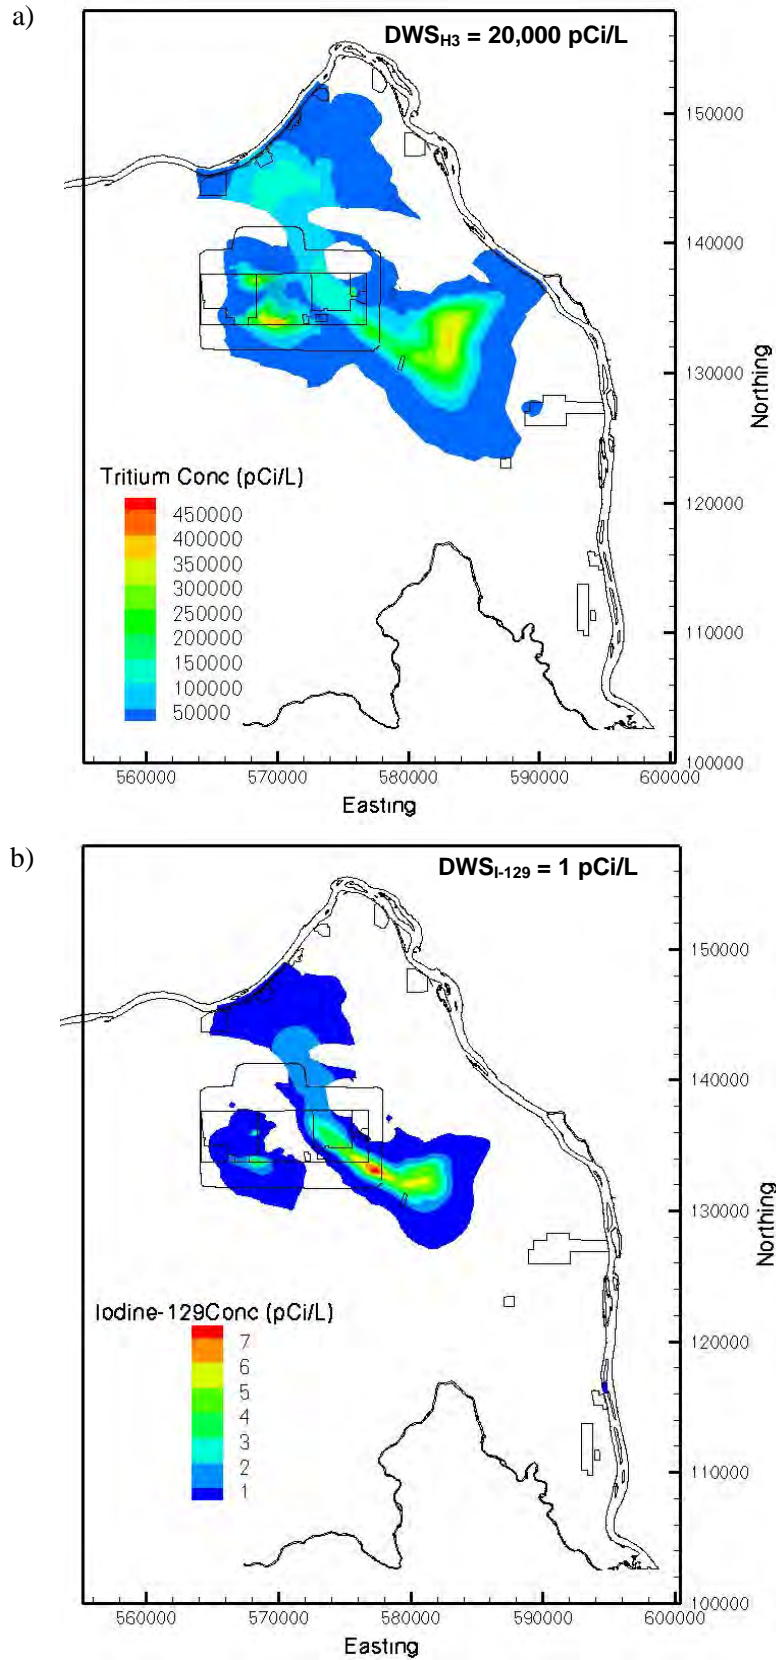 a)
DWSH3 = 20,000 pCi/L
150000
140000
130000
120000
110000
100000
Northing
Tritium Conc (pCi/L)
450000
400000
350000
300000
250000
200000
150000
100000
50000
560000 570000 580000 590000 600000
Easting
b)
DWSI-129 = 1 pCi/L
150000
140000
130000
120000
110000
100000
Northing
Iodine-129Conc (pCi/L)
7
6
5
4
3
2
1
560000 570000 580000 590000 600000
Easting